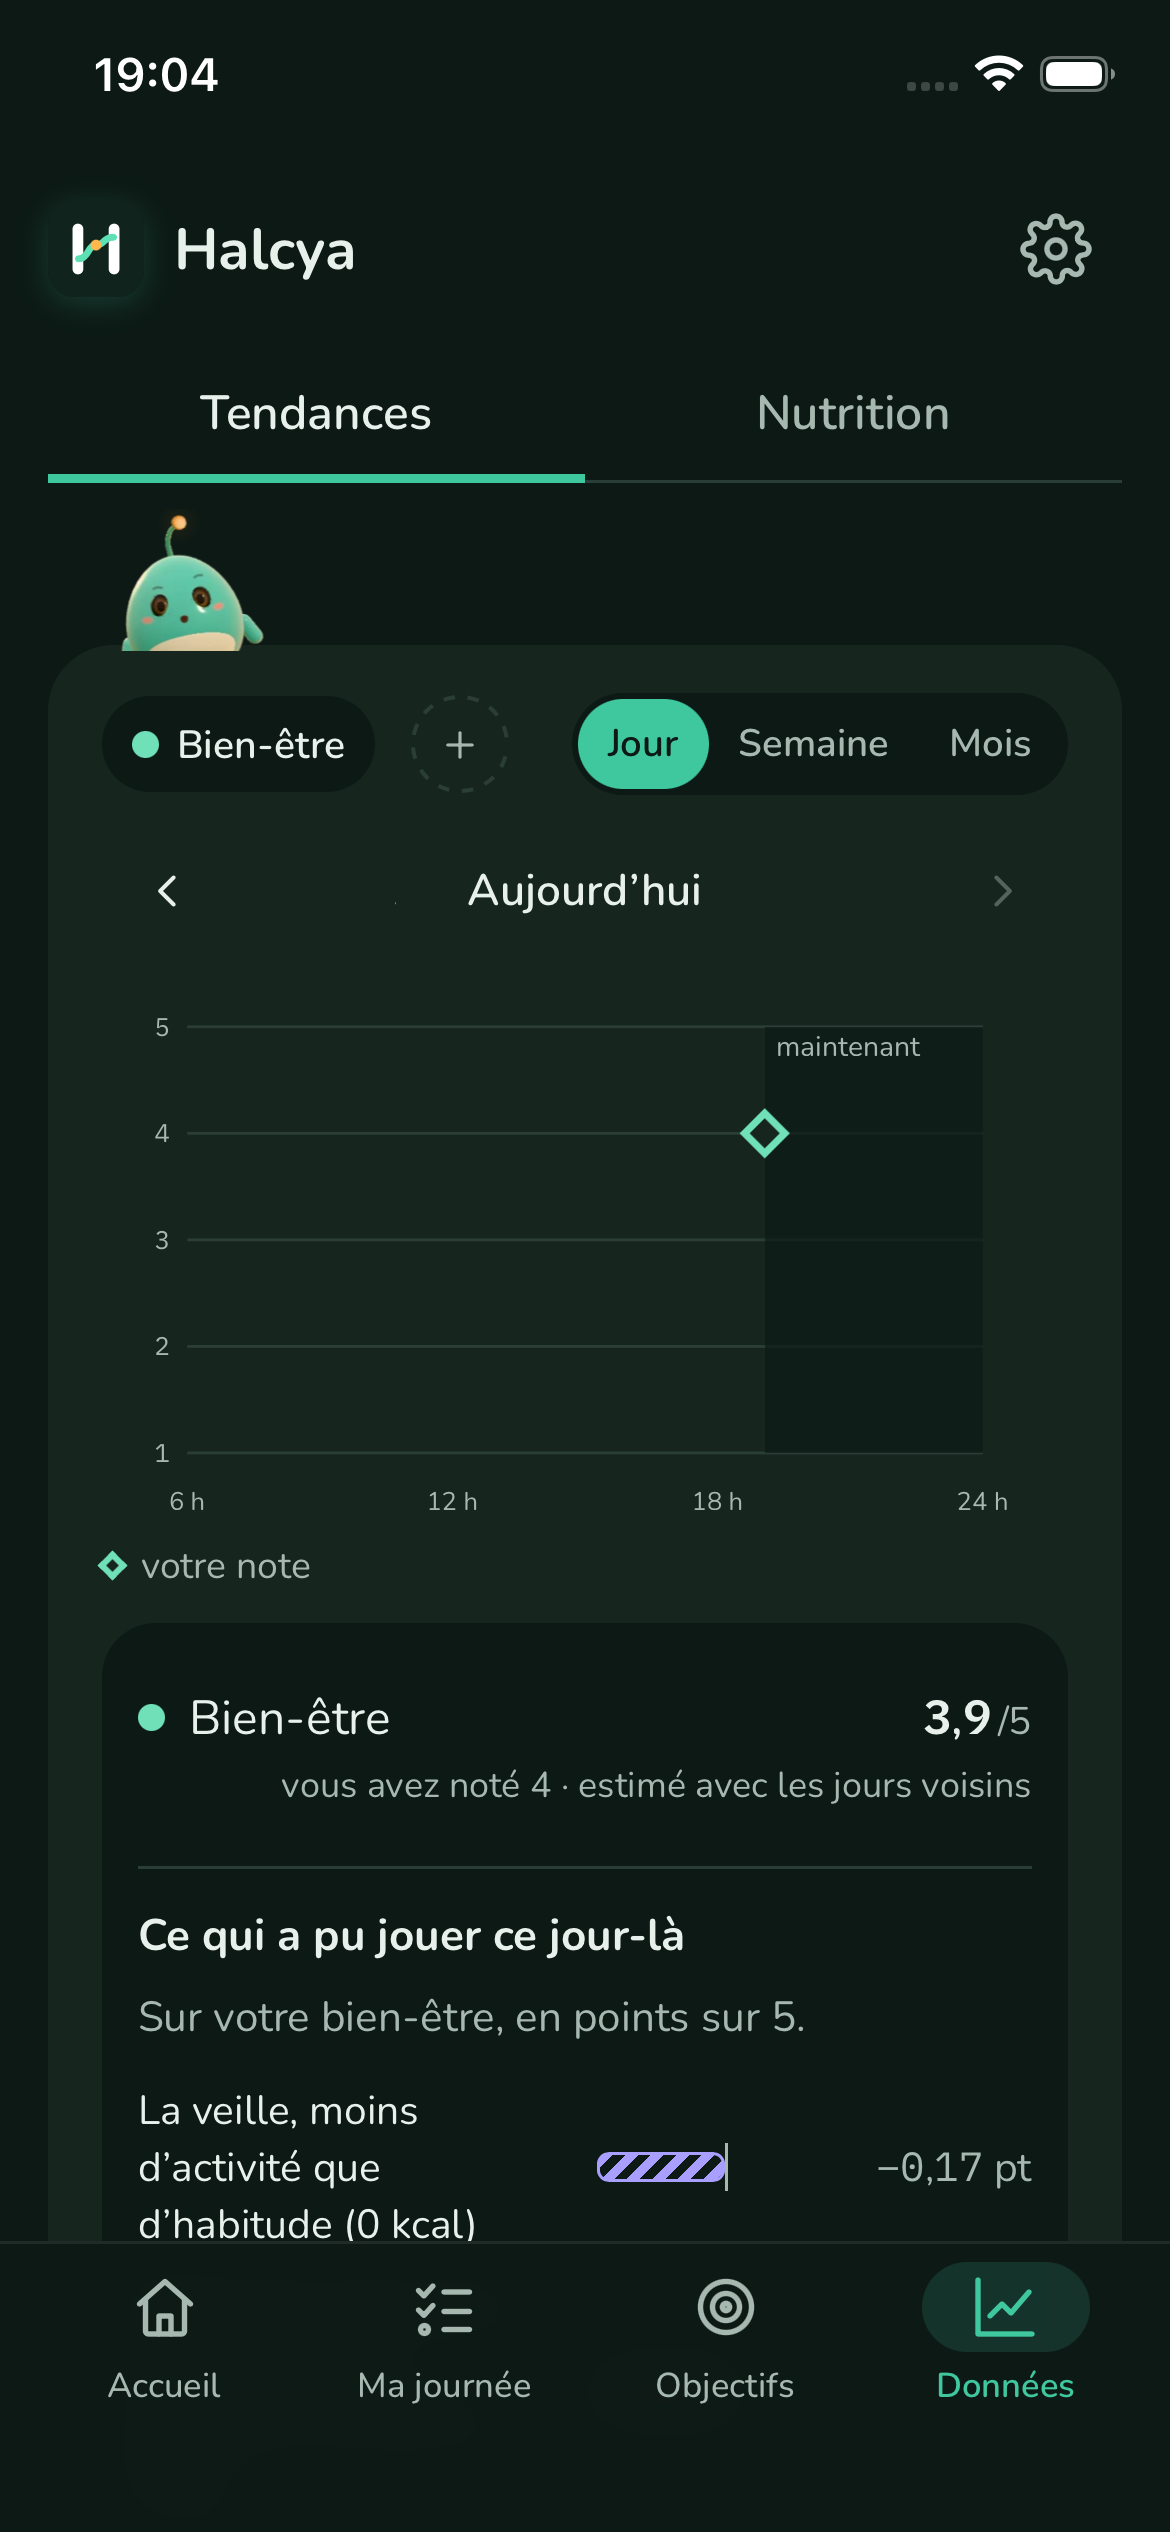 19:04
Halcya
Tendances
Nutrition
Bien-être
+
Jour
Semaine
Mois
Aujourd’hui
5
maintenant
4
3
2
1
6 h
12 h
18 h
24 h
votre note
Bien-être
3,9 /5
vous avez noté 4 · estimé avec les jours voisins
Ce qui a pu jouer ce jour-là
Sur votre bien-être, en points sur 5.
La veille, moins
d’activité que
d’habitude (0 kcal)
−0,17 pt
Accueil
Ma journée
Objectifs
Données